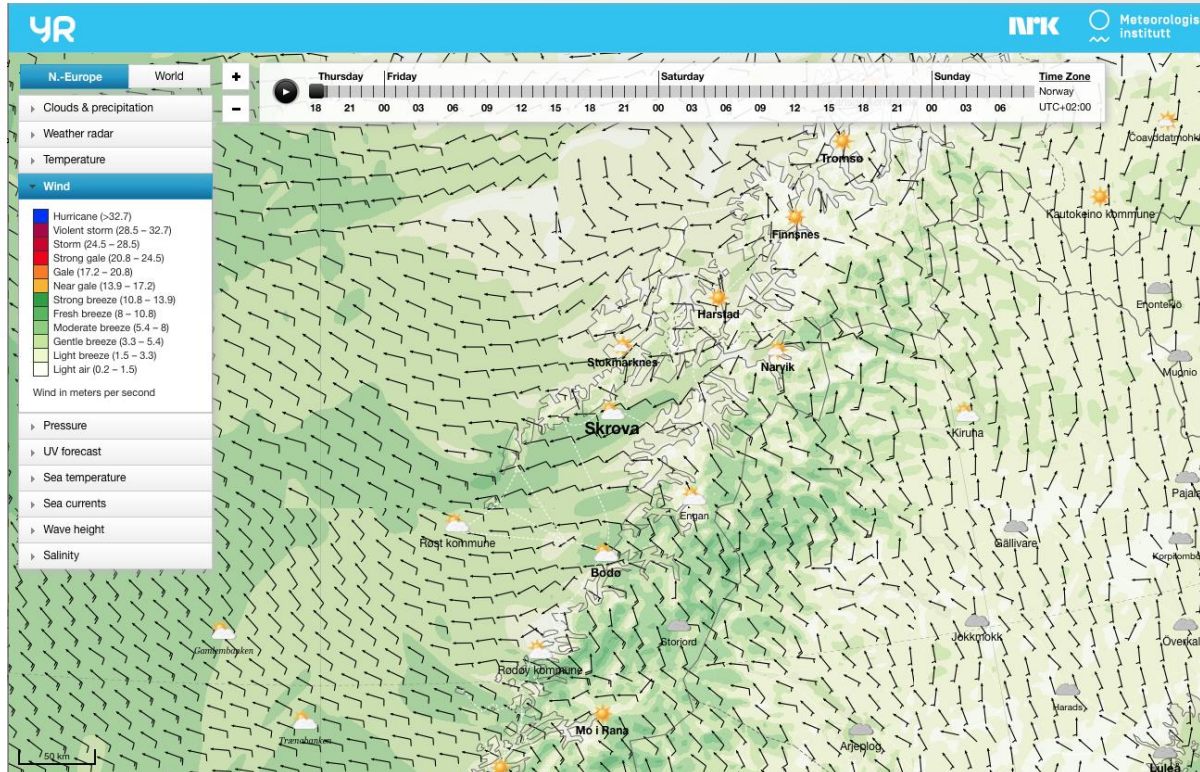 YR
NRK
Meteorologis
institutt
N.-Europe
World
+
-
Clouds & precipitation
Weather radar
Temperature
Wind
Hurricane (>32.7)
Violent storm (28.5 – 32.7)
Storm (24.5 – 28.5)
Strong gale (20.8 – 24.5)
Gale (17.2 – 20.8)
Near gale (13.9 – 17.2)
Strong breeze (10.8 – 13.9)
Fresh breeze (8 – 10.8)
Moderate breeze (5.4 – 8)
Gentle breeze (3.3 – 5.4)
Light breeze (1.5 – 3.3)
Light air (0.2 – 1.5)
Wind in meters per second
Pressure
UV forecast
Sea temperature
Sea currents
Wave height
Salinity
Thursday Friday Saturday Sunday Time Zone
Norway
18 21 00 03 06 09 12 15 18 21 00 03 06 09 12 15 18 21 00 03 06 UTC+02:00
Coavddatmohk
Tromsø
Kautokeino kommune
Finnsnes
Enontekiö
Harstad
Stokmarknes
Narvik
Muonio
Skrova
Kiruna
Pajal
Engan
Røst kommune
Gällivare
Korpilombo
Bodø
Gamlembanken
Storjord
Jokkmokk
Överkal
Rødøy kommune
Harads
Trænabanken
Mo i Rana
Arjeplog
50 km
Luleå